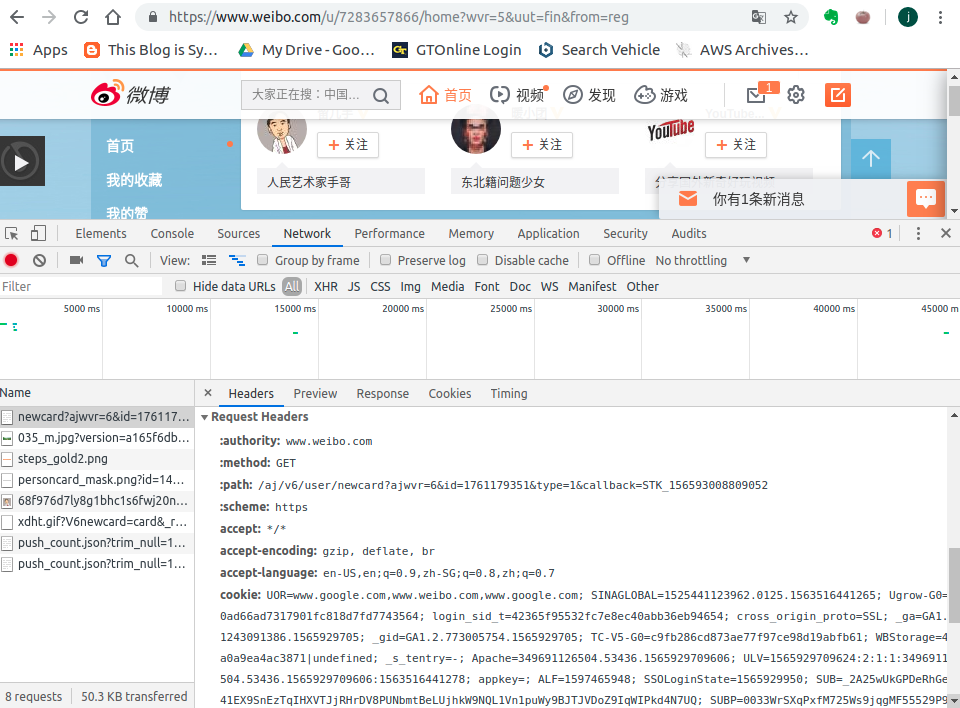 https://www.weibo.com/u/7283657866/home?wvr=5&uut=fin&from=reg
j
Apps This Blog is Sy… My Drive - Goo… GT GTOnline Login Search Vehicle AWS Archives…
微博 大家正在搜：中国… 首页 视频 发现 游戏 1
首页
我的收藏
我的赞
+ 关注 + 关注 YouTube + 关注
人民艺术家手哥 东北籍问题少女
你有1条新消息
Elements Console Sources Network Performance Memory Application Security Audits 1
View: Group by frame Preserve log Disable cache Offline No throttling
Filter Hide data URLs All XHR JS CSS Img Media Font Doc WS Manifest Other
5000 ms 10000 ms 15000 ms 20000 ms 25000 ms 30000 ms 35000 ms 40000 ms 45000 m
Name
newcard?ajwvr=6&id=176117…
035_m.jpg?version=a165f6db…
steps_gold2.png
personcard_mask.png?id=14…
68f976d7ly8g1bhc1s6fwj20n…
xdht.gif?V6newcard=card&_r…
push_count.json?trim_null=1…
push_count.json?trim_null=1…
8 requests 50.3 KB transferred
× Headers Preview Response Cookies Timing
Request Headers
:authority: www.weibo.com
:method: GET
:path: /aj/v6/user/newcard?ajwvr=6&id=1761179351&type=1&callback=STK_156593008809052
:scheme: https
accept: */*
accept-encoding: gzip, deflate, br
accept-language: en-US,en;q=0.9,zh-SG;q=0.8,zh;q=0.7
cookie: UOR=www.google.com,www.weibo.com,www.google.com; SINAGLOBAL=1525441123962.0125.1563516441265; Ugrow-G0=
0ad66ad7317901fc818d7fd7743564; login_sid_t=42365f95532fc7e8ec40abb36eb94654; cross_origin_proto=SSL; _ga=GA1.
1243091386.1565929705; _gid=GA1.2.773005754.1565929705; TC-V5-G0=c9fb286cd873ae77f97ce98d19abfb61; WBStorage=4
a0a9ea4ac3871|undefined; _s_tentry=-; Apache=349691126504.53436.1565929709606; ULV=1565929709624:2:1:1:3496911
504.53436.1565929709606:1563516441278; appkey=; ALF=1597465948; SSOLoginState=1565929950; SUB=_2A25wUkGPDeRhGe
41EX9SnEzTqIHXVTJjRHrDV8PUNbmtBeLUjhkW9NQL1Vn1puWy9BJTJVDoZ9IqWIPkd4N7UQ; SUBP=0033WrSXqPxfM725Ws9jqgMF55529P9